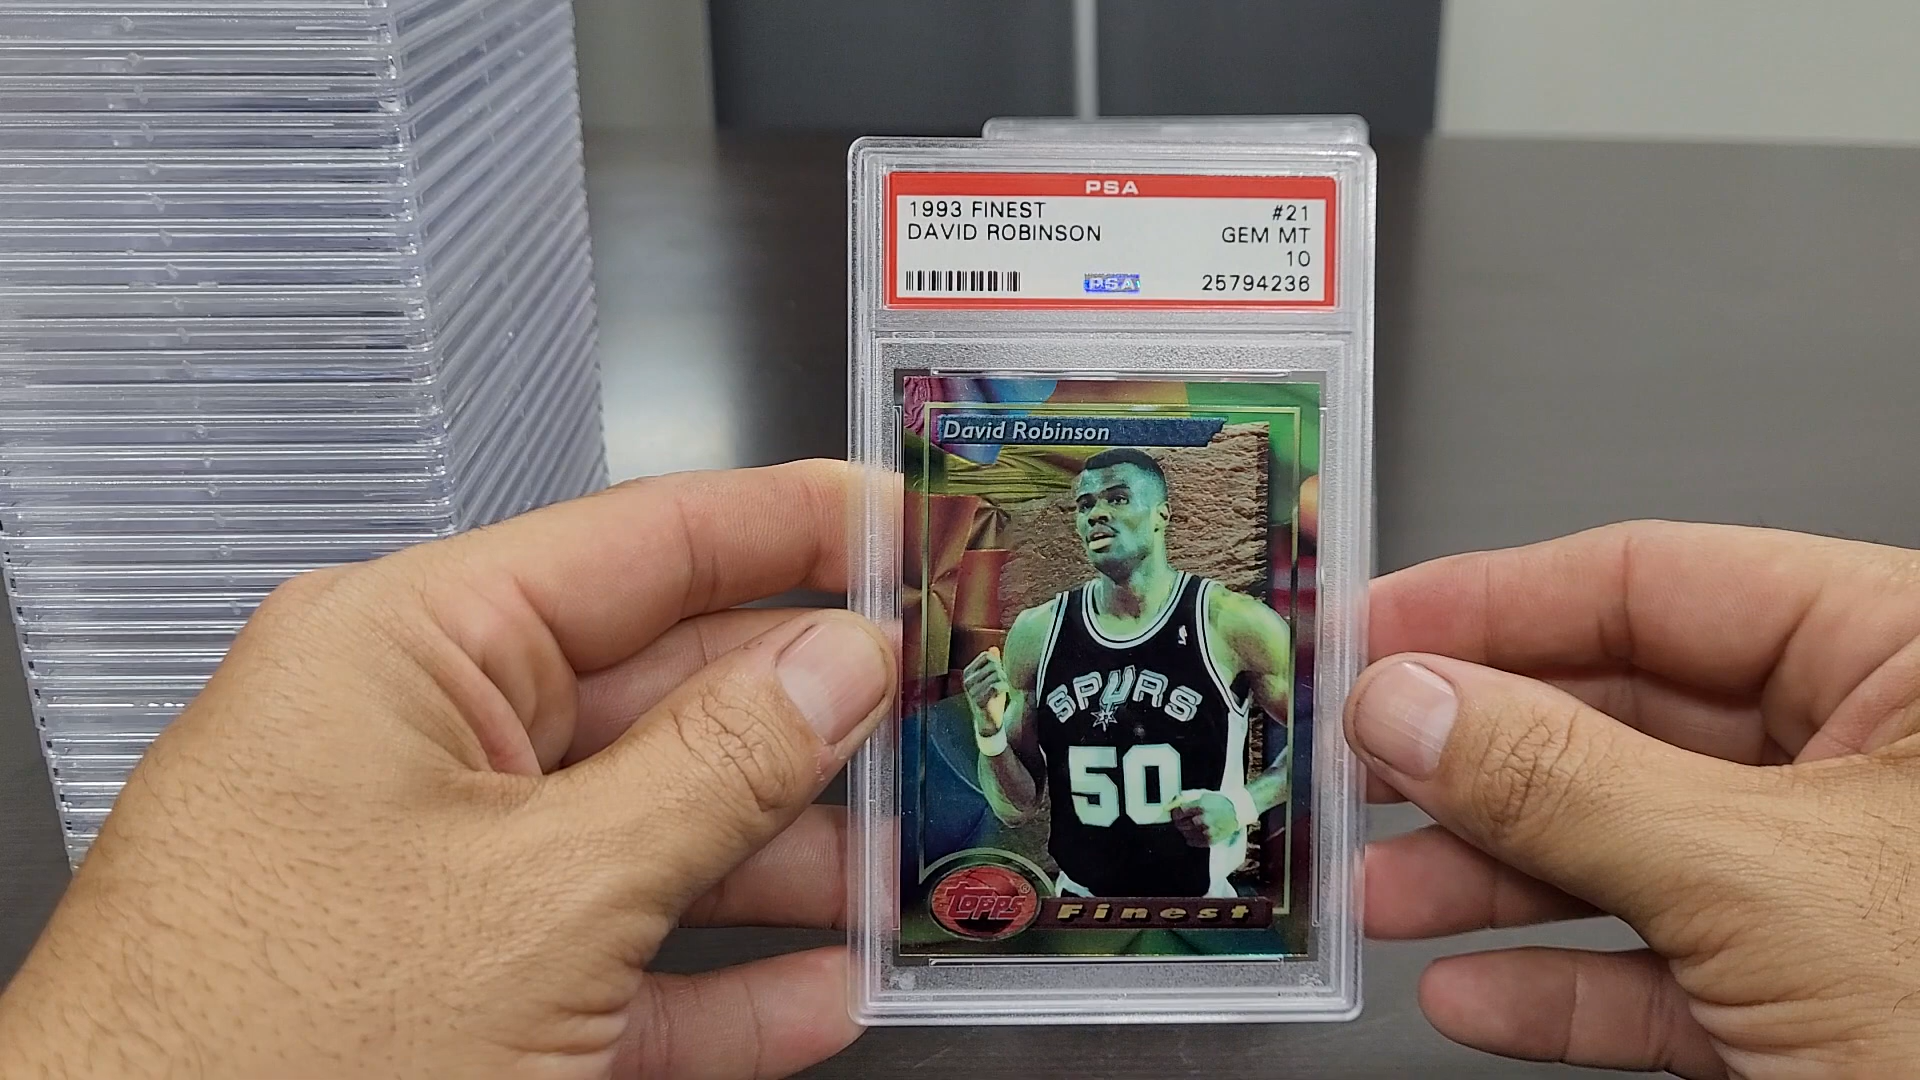 PSA
1993 FINEST #21
DAVID ROBINSON GEM MT
10
PSA 25794236
David Robinson
SPURS
50
TOPPS®
Finest